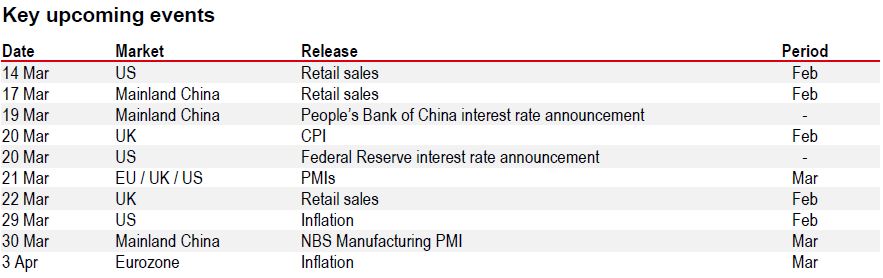 Key upcoming events
Date Market Release Period
14 Mar US Retail sales Feb
17 Mar Mainland China Retail sales Feb
19 Mar Mainland China People's Bank of China interest rate announcement -
20 Mar UK CPI Feb
20 Mar US Federal Reserve interest rate announcement -
21 Mar EU / UK / US PMIs Mar
22 Mar UK Retail sales Feb
29 Mar US Inflation Feb
30 Mar Mainland China NBS Manufacturing PMI Mar
3 Apr Eurozone Inflation Mar